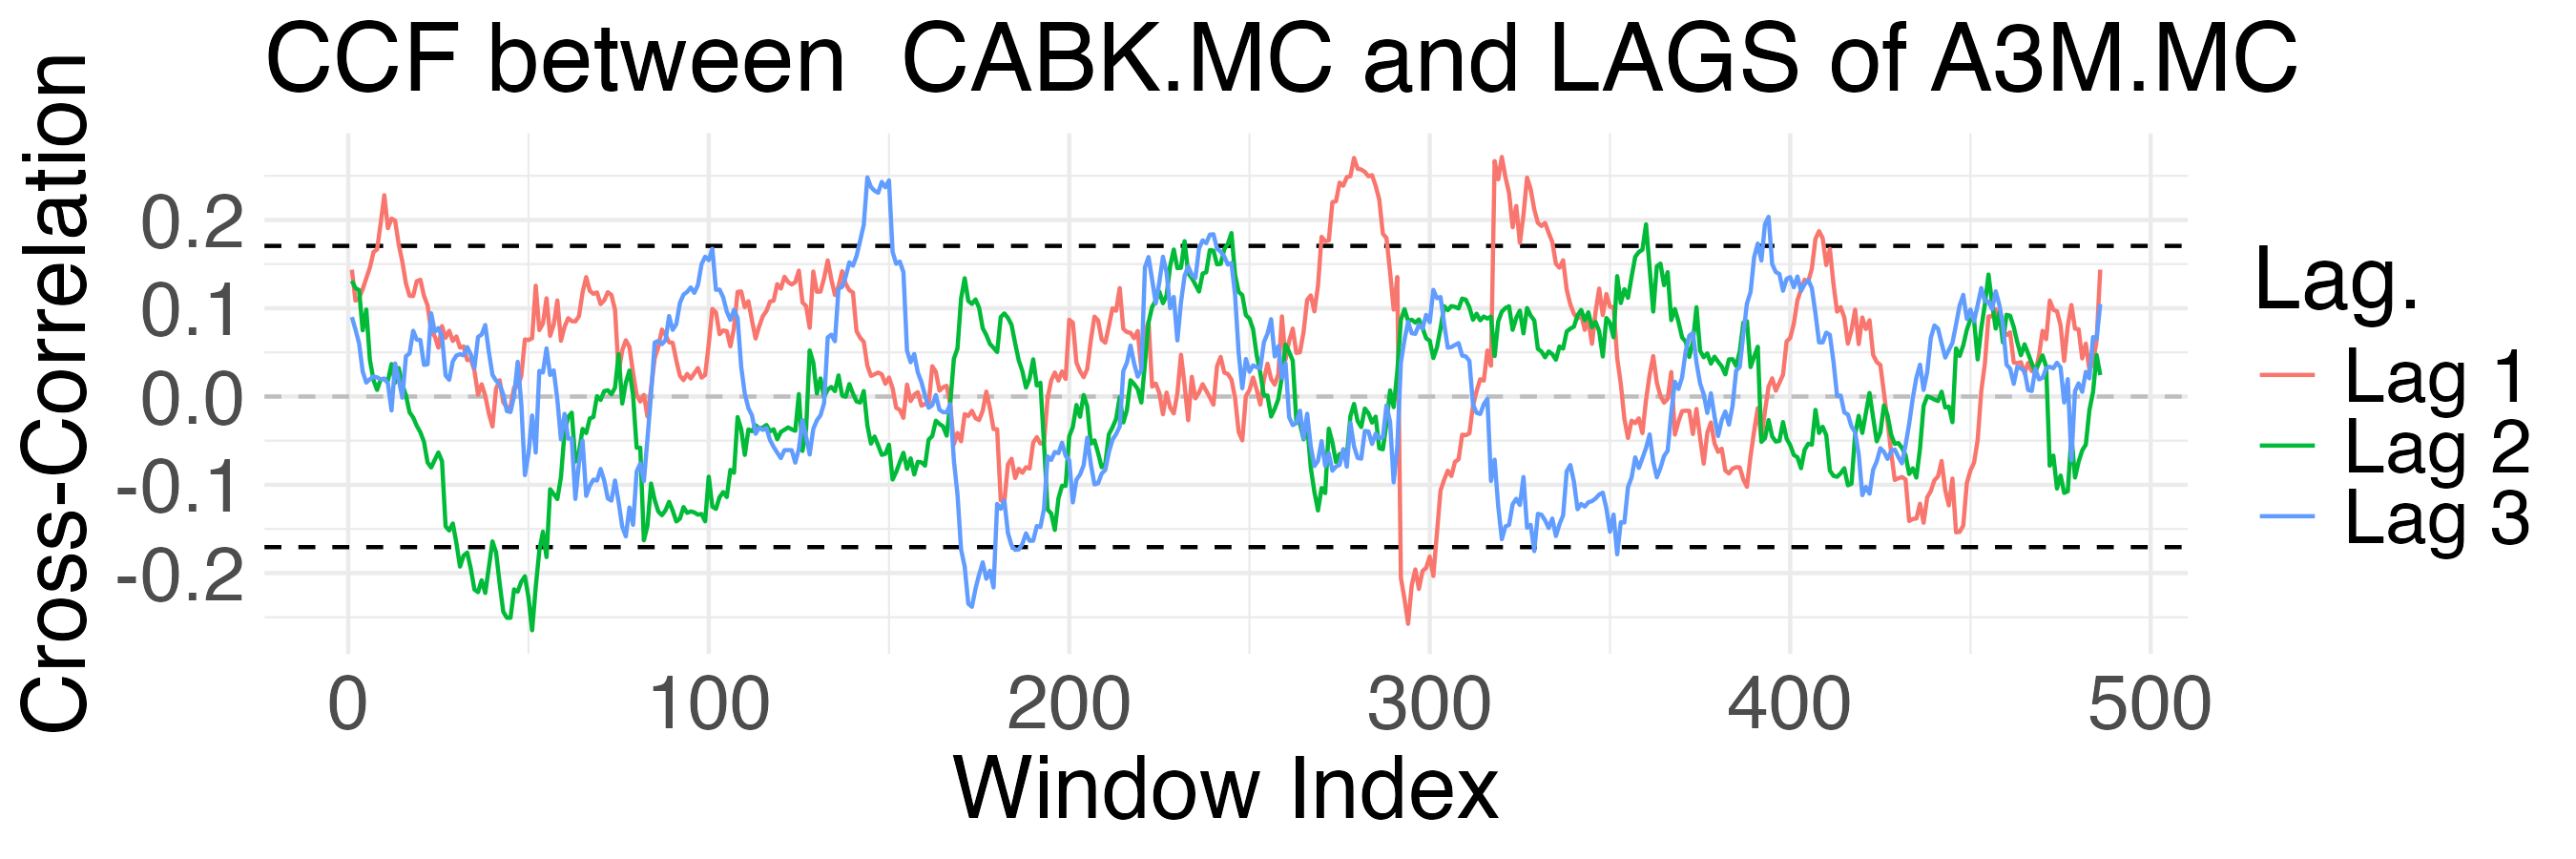 CCF between  CABK.MC and LAGS of A3M.MC
Cross-Correlation
0.2
0.1
0.0
-0.1
-0.2
0 100 200 300 400 500
Window Index
Lag.
Lag 1
Lag 2
Lag 3